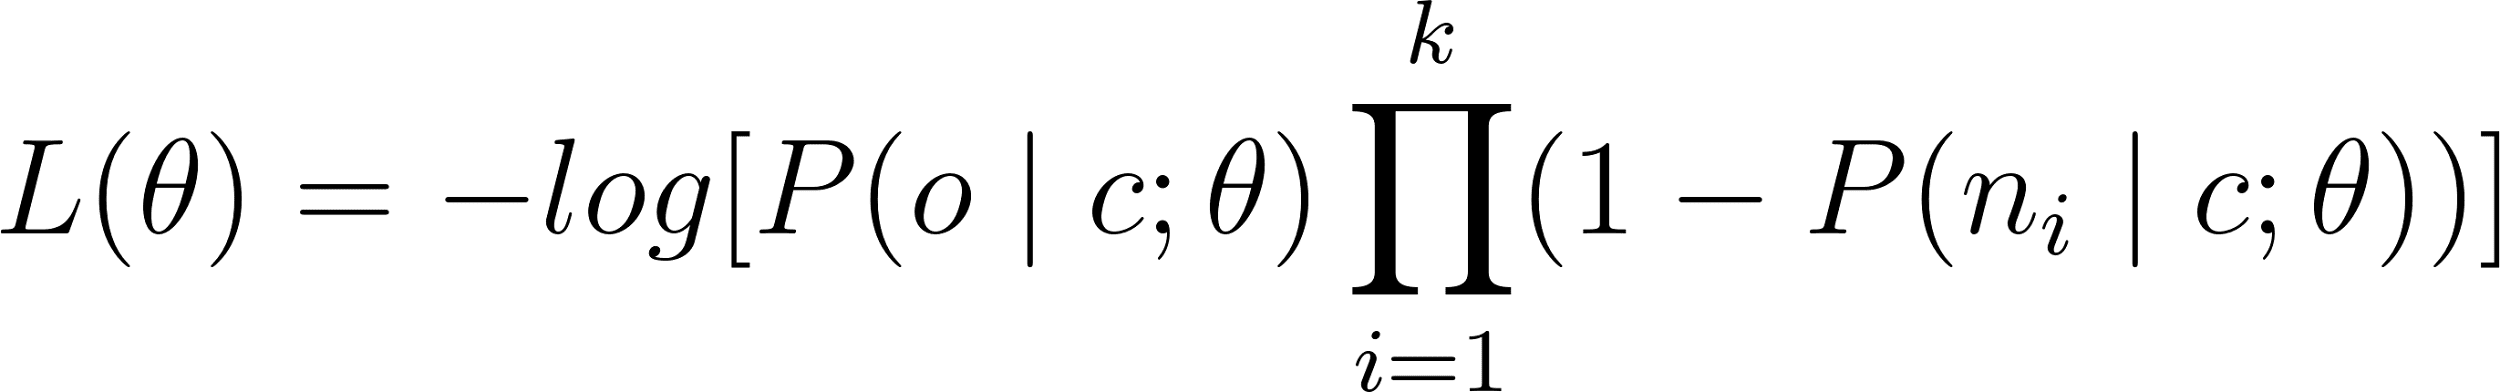 L(θ) = −log[P(o | c; θ) ∏_{i=1}^{k} (1 − P(n_i | c; θ))]